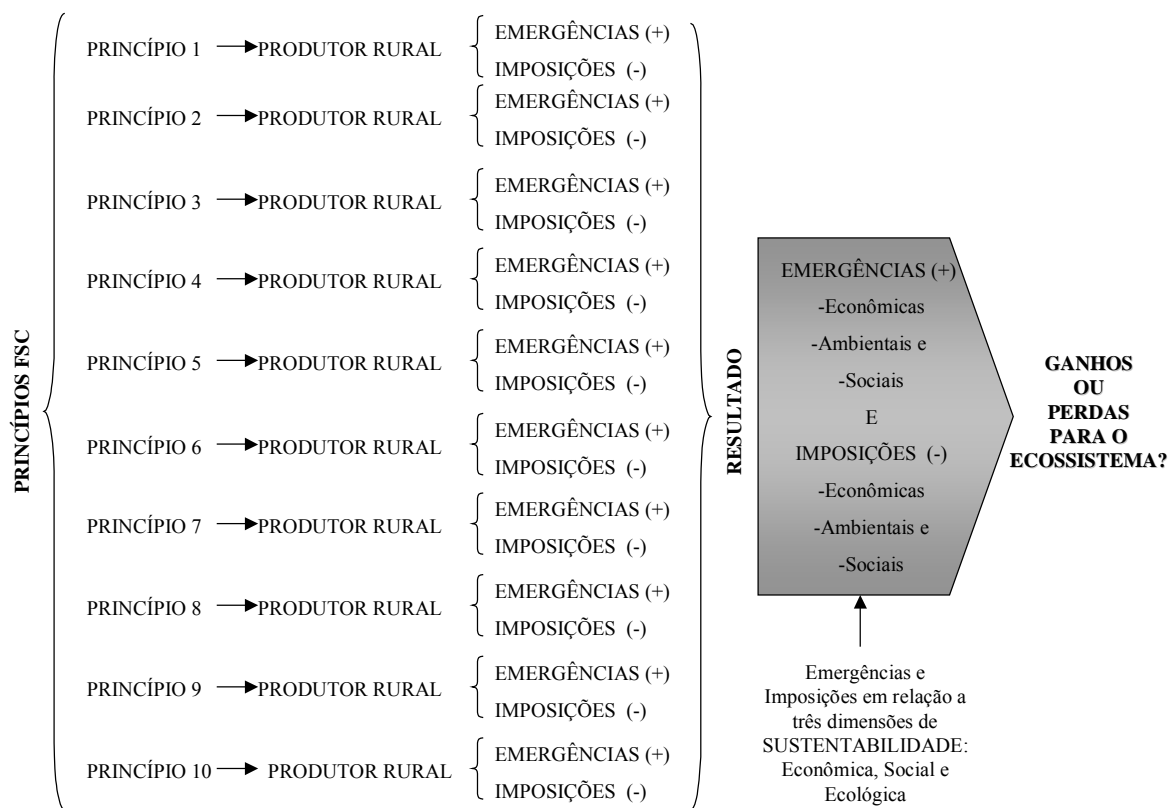 PRINCÍPIOS FSC
PRINCÍPIO 1 PRODUTOR RURAL
EMERGÊNCIAS (+)
IMPOSIÇÕES (-)
PRINCÍPIO 2 PRODUTOR RURAL
EMERGÊNCIAS (+)
IMPOSIÇÕES (-)
PRINCÍPIO 3 PRODUTOR RURAL
EMERGÊNCIAS (+)
IMPOSIÇÕES (-)
PRINCÍPIO 4 PRODUTOR RURAL
EMERGÊNCIAS (+)
IMPOSIÇÕES (-)
PRINCÍPIO 5 PRODUTOR RURAL
EMERGÊNCIAS (+)
IMPOSIÇÕES (-)
PRINCÍPIO 6 PRODUTOR RURAL
EMERGÊNCIAS (+)
IMPOSIÇÕES (-)
PRINCÍPIO 7 PRODUTOR RURAL
EMERGÊNCIAS (+)
IMPOSIÇÕES (-)
PRINCÍPIO 8 PRODUTOR RURAL
EMERGÊNCIAS (+)
IMPOSIÇÕES (-)
PRINCÍPIO 9 PRODUTOR RURAL
EMERGÊNCIAS (+)
IMPOSIÇÕES (-)
PRINCÍPIO 10 PRODUTOR RURAL
EMERGÊNCIAS (+)
IMPOSIÇÕES (-)
RESULTADO
EMERGÊNCIAS (+)
-Econômicas
-Ambientais e
-Sociais
E
IMPOSIÇÕES (-)
-Econômicas
-Ambientais e
-Sociais
Emergências e
Imposições em relação a
três dimensões de
SUSTENTABILIDADE:
Econômica, Social e
Ecológica
GANHOS
OU
PERDAS
PARA O
ECOSSISTEMA?